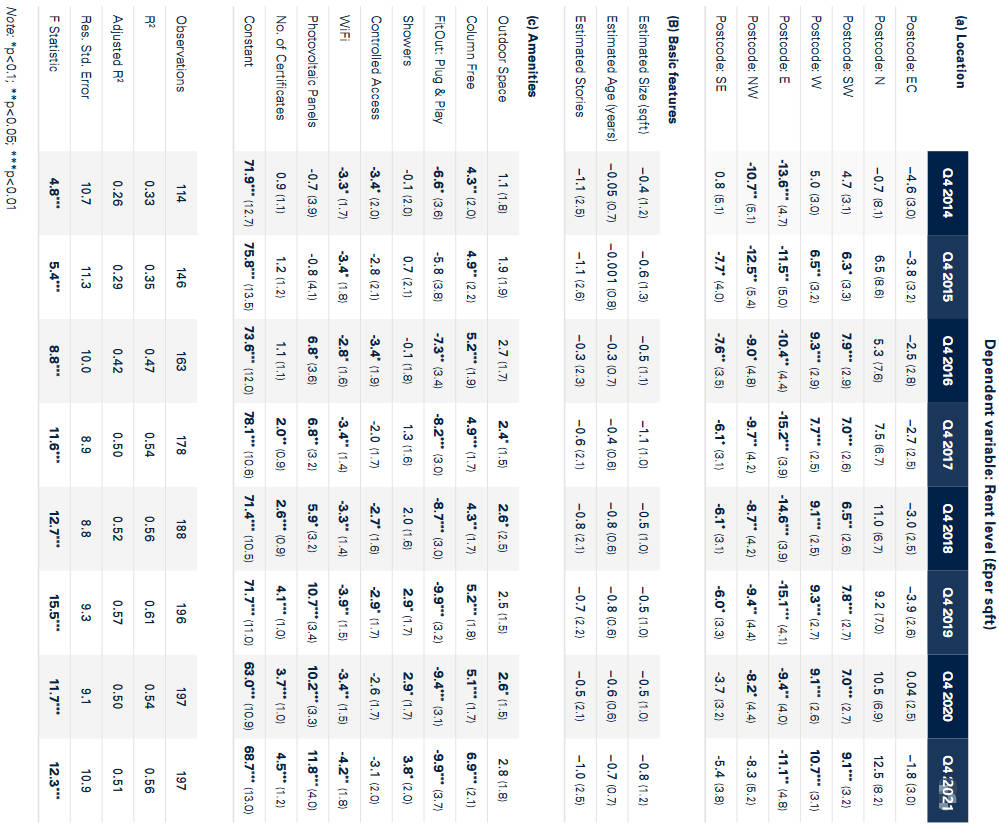 Dependent variable: Rent level (£per sqft)
(a) Location Q4 2014 Q4 2015 Q4 2016 Q4 2017 Q4 2018 Q4 2019 Q4 2020 Q4 2021
Postcode: EC −4.6 (3.0) −3.8 (3.2) −2.5 (2.8) −2.7 (2.5) −3.0 (2.5) −3.9 (2.6) 0.04 (2.5) −1.8 (3.0)
Postcode: N −0.7 (8.1) 6.5 (8.6) 5.3 (7.6) 7.5 (6.7) 11.0 (6.7) 9.2 (7.0) 10.5 (6.9) 12.5 (8.2)
Postcode: SW 4.7 (3.1) 6.3* (3.3) 7.9*** (2.9) 7.0*** (2.6) 6.5** (2.6) 7.8*** (2.7) 7.0*** (2.7) 9.1*** (3.2)
Postcode: W 5.0 (3.0) 6.5** (3.2) 9.3*** (2.9) 7.7*** (2.5) 9.1*** (2.5) 9.3*** (2.7) 9.1*** (2.6) 10.7*** (3.1)
Postcode: E -13.6*** (4.7) -11.5** (5.0) -10.4** (4.4) -15.2*** (3.9) -14.6*** (3.9) -15.1*** (4.1) -9.4** (4.0) -11.1** (4.8)
Postcode: NW -10.7** (5.1) -12.5** (5.4) -9.0* (4.8) -9.7** (4.2) -8.7** (4.2) -9.4** (4.4) -8.2* (4.4) -8.3 (5.2)
Postcode: SE 0.8 (5.1) -7.7* (4.0) -7.6** (3.5) -6.1* (3.1) -6.1* (3.1) -6.0* (3.3) -3.7 (3.2) -5.4 (3.8)
(B) Basic features
Estimated Size (sqft) −0.4 (1.2) −0.6 (1.3) −0.5 (1.1) −1.1 (1.0) −0.5 (1.0) −0.5 (1.0) −0.5 (1.0) −0.8 (1.2)
Estimated Age (years) −0.05 (0.7) −0.001 (0.8) −0.3 (0.7) −0.4 (0.6) −0.8 (0.6) −0.8 (0.6) −0.6 (0.6) −0.7 (0.7)
Estimated Stories −1.1 (2.5) −1.1 (2.6) −0.3 (2.3) −0.6 (2.1) −0.8 (2.1) −0.7 (2.2) −0.5 (2.1) −1.0 (2.5)
(c) Amenities
Outdoor Space 1.1 (1.8) 1.9 (1.9) 2.7 (1.7) 2.4* (1.5) 2.6* (2.5) 2.5 (1.5) 2.6* (1.5) 2.8 (1.8)
Column Free 4.3** (2.0) 4.9** (2.2) 5.2*** (1.9) 4.9*** (1.7) 4.3** (1.7) 5.2*** (1.8) 5.1*** (1.7) 6.9*** (2.1)
FitOut: Plug & Play -6.6* (3.6) -5.8 (3.8) -7.3** (3.4) -8.2*** (3.0) -8.7*** (3.0) -9.9*** (3.2) -9.4*** (3.1) -9.9*** (3.7)
Showers -0.1 (2.0) 0.7 (2.1) -0.1 (1.8) 1.3 (1.6) 2.0 (1.6) 2.9* (1.7) 2.9* (1.7) 3.8* (2.0)
Controlled Access -3.4* (2.0) -2.8 (2.1) -3.4* (1.9) -2.0 (1.7) -2.7* (1.6) -2.9* (1.7) -2.6 (1.7) -3.1 (2.0)
WiFi -3.3* (1.7) -3.4* (1.8) -2.8* (1.6) -3.4** (1.4) -3.3** (1.4) -3.9** (1.5) -3.4** (1.5) -4.2** (1.8)
Photovoltaic Panels -0.7 (3.9) -0.8 (4.1) 6.8* (3.6) 6.8** (3.2) 5.9* (3.2) 10.7*** (3.4) 10.2*** (3.3) 11.8*** (4.0)
No. of Certificates 0.9 (1.1) 1.2 (1.2) 1.1 (1.1) 2.0** (0.9) 2.6*** (0.9) 4.1*** (1.0) 3.7*** (1.0) 4.5*** (1.2)
Constant 71.9*** (12.7) 75.8*** (13.5) 73.6*** (12.0) 78.1*** (10.6) 71.4*** (10.5) 71.7*** (11.0) 63.0*** (10.9) 68.7*** (13.0)
Observations 114 146 163 178 188 196 197 197
R² 0.33 0.35 0.47 0.54 0.56 0.61 0.54 0.56
Adjusted R² 0.26 0.29 0.42 0.50 0.52 0.57 0.50 0.51
Res. Std. Error 10.7 11.3 10.0 8.9 8.8 9.3 9.1 10.9
F Statistic 4.8*** 5.4*** 8.8*** 11.6*** 12.7*** 15.5*** 11.7*** 12.3***
Note: *p<0.1; **p<0.05; ***p<0.01